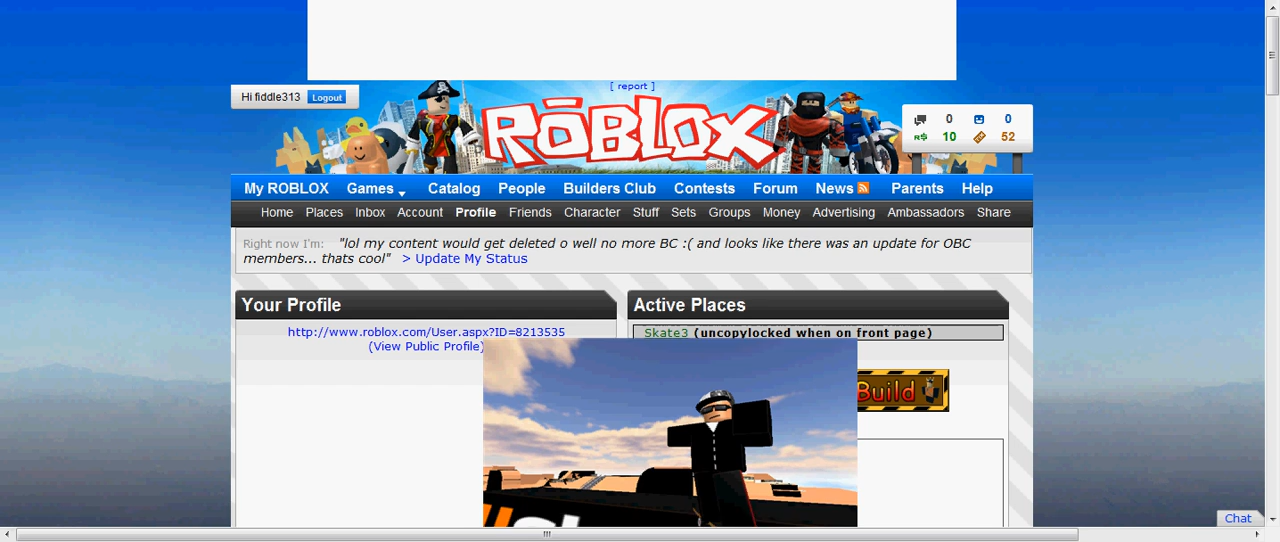 [ report ]
Hi fiddle313 Logout
RŌBLOX
0 0
R$ 10 52
My ROBLOX Games Catalog People Builders Club Contests Forum News Parents Help
Home Places Inbox Account Profile Friends Character Stuff Sets Groups Money Advertising Ambassadors Share
Right now I'm: "lol my content would get deleted o well no more BC :( and looks like there was an update for OBC
members... thats cool" > Update My Status
Your Profile
http://www.roblox.com/User.aspx?ID=8213535
(View Public Profile)
Active Places
Skate3 (uncopylocked when on front page)
Build
Chat